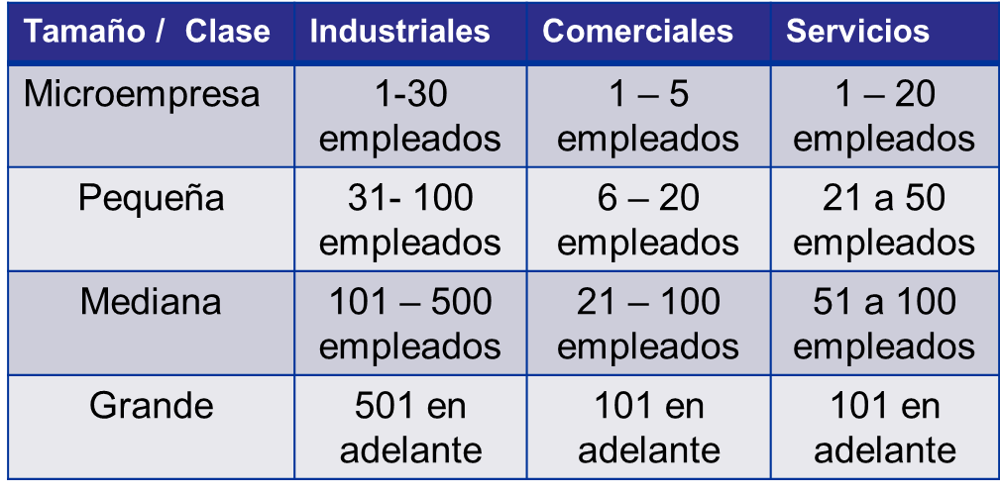 Tamaño / Clase Industriales Comerciales Servicios
Microempresa 1-30 empleados 1 – 5 empleados 1 – 20 empleados
Pequeña 31- 100 empleados 6 – 20 empleados 21 a 50 empleados
Mediana 101 – 500 empleados 21 – 100 empleados 51 a 100 empleados
Grande 501 en adelante 101 en adelante 101 en adelante